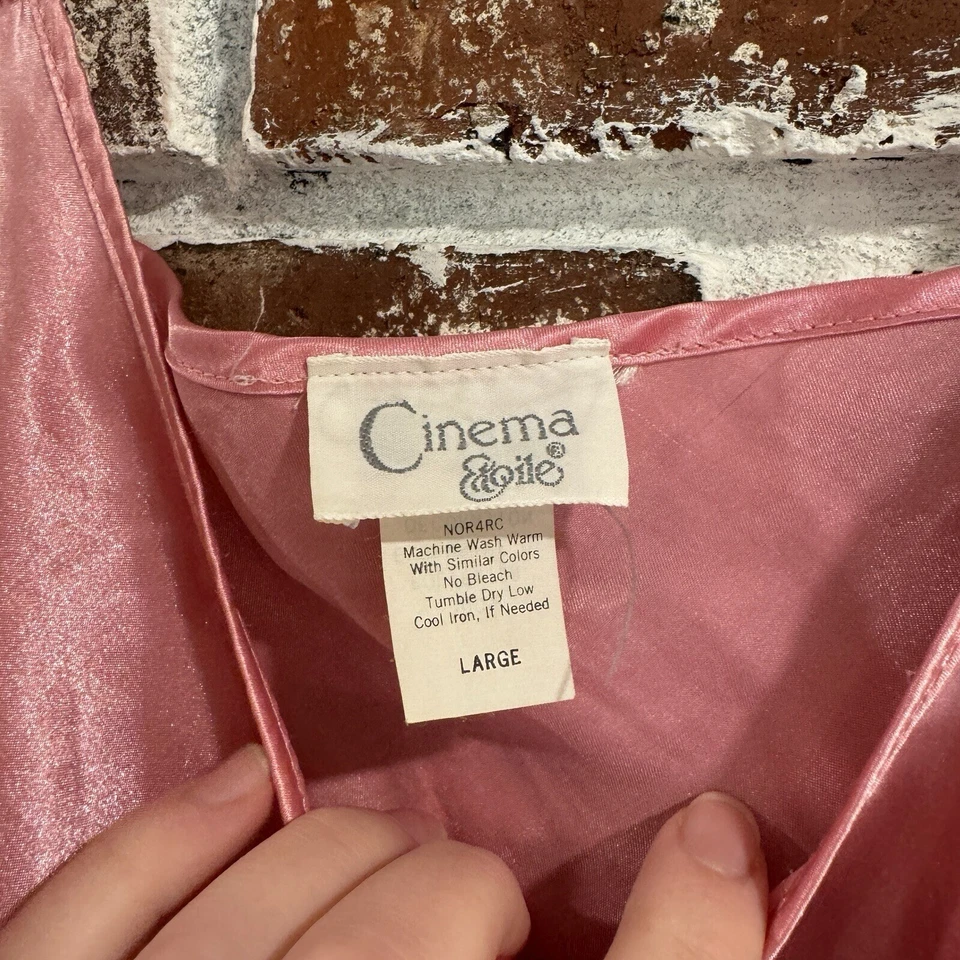 Cinema
Etoile®
NOR4RC
Machine Wash Warm
With Similar Colors
No Bleach
Tumble Dry Low
Cool Iron, If Needed
LARGE